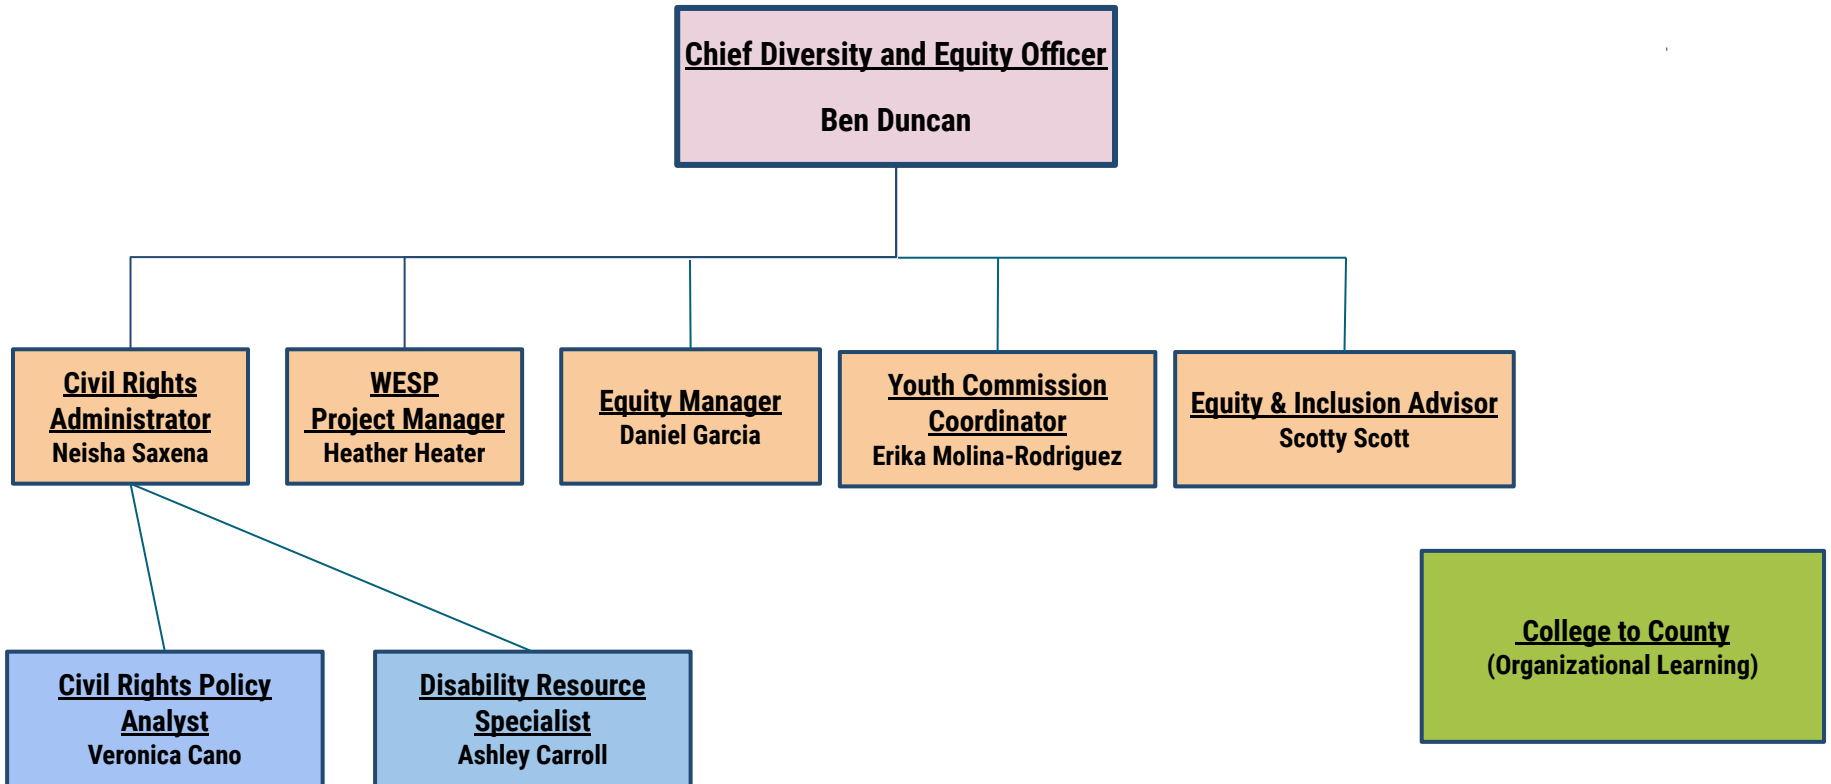 Chief Diversity and Equity Officer
Ben Duncan
Civil Rights
Administrator
Neisha Saxena
WESP
Project Manager
Heather Heater
Equity Manager
Daniel Garcia
Youth Commission
Coordinator
Erika Molina-Rodriguez
Equity & Inclusion Advisor
Scotty Scott
Civil Rights Policy
Analyst
Veronica Cano
Disability Resource
Specialist
Ashley Carroll
College to County
(Organizational Learning)